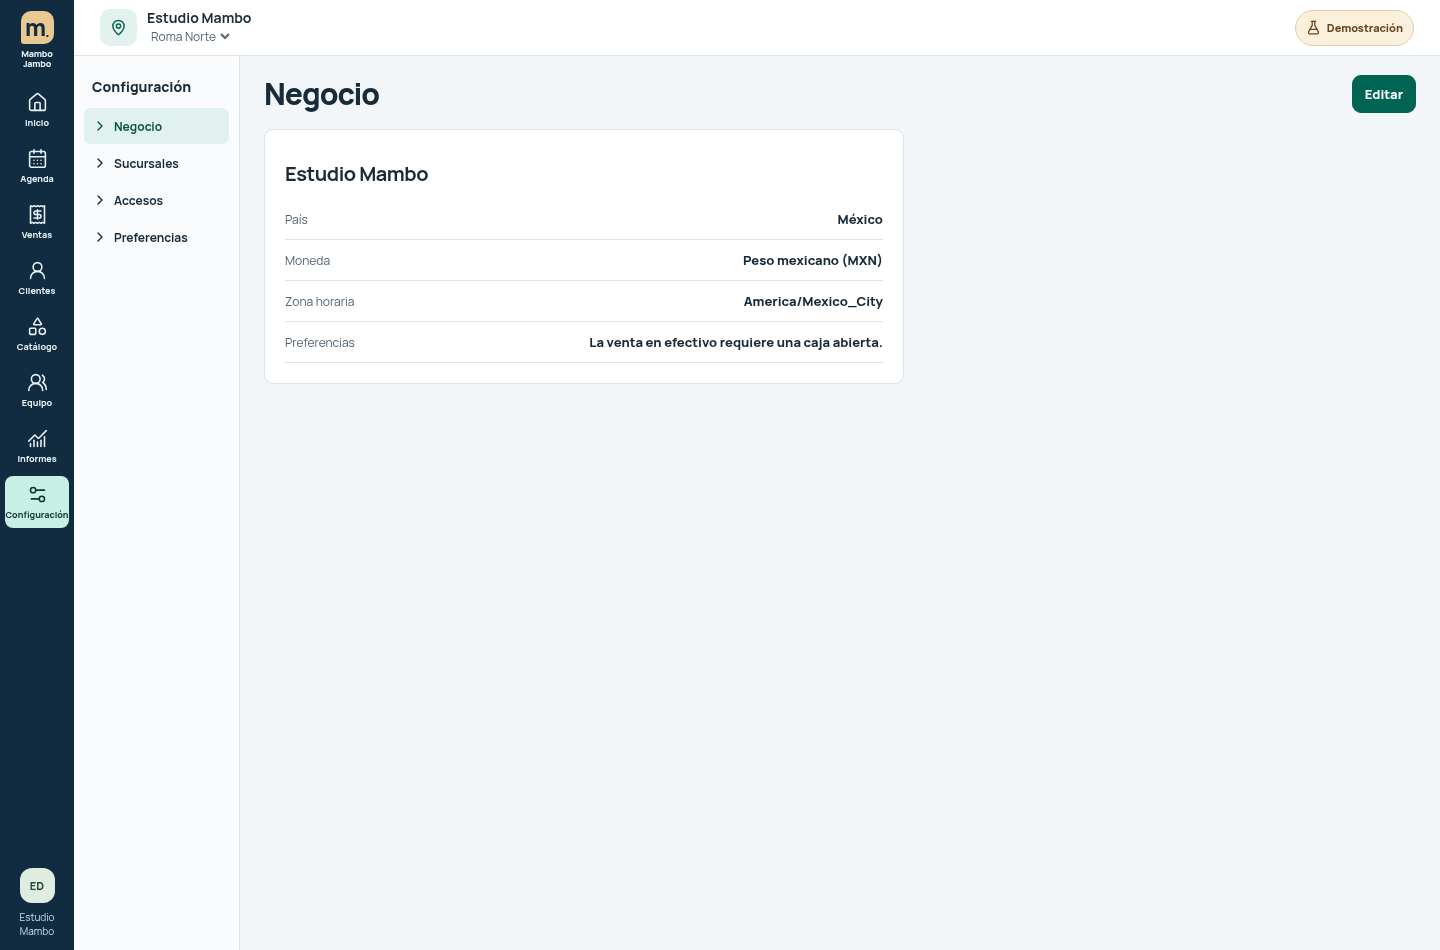 m.
Mambo
Jambo
Inicio
Agenda
Ventas
Clientes
Catálogo
Equipo
Informes
Configuración
ED
Estudio
Mambo
Estudio Mambo
Roma Norte
Demostración
Configuración
Negocio
Sucursales
Accesos
Preferencias
Negocio
Editar
Estudio Mambo
País México
Moneda Peso mexicano (MXN)
Zona horaria America/Mexico_City
Preferencias La venta en efectivo requiere una caja abierta.